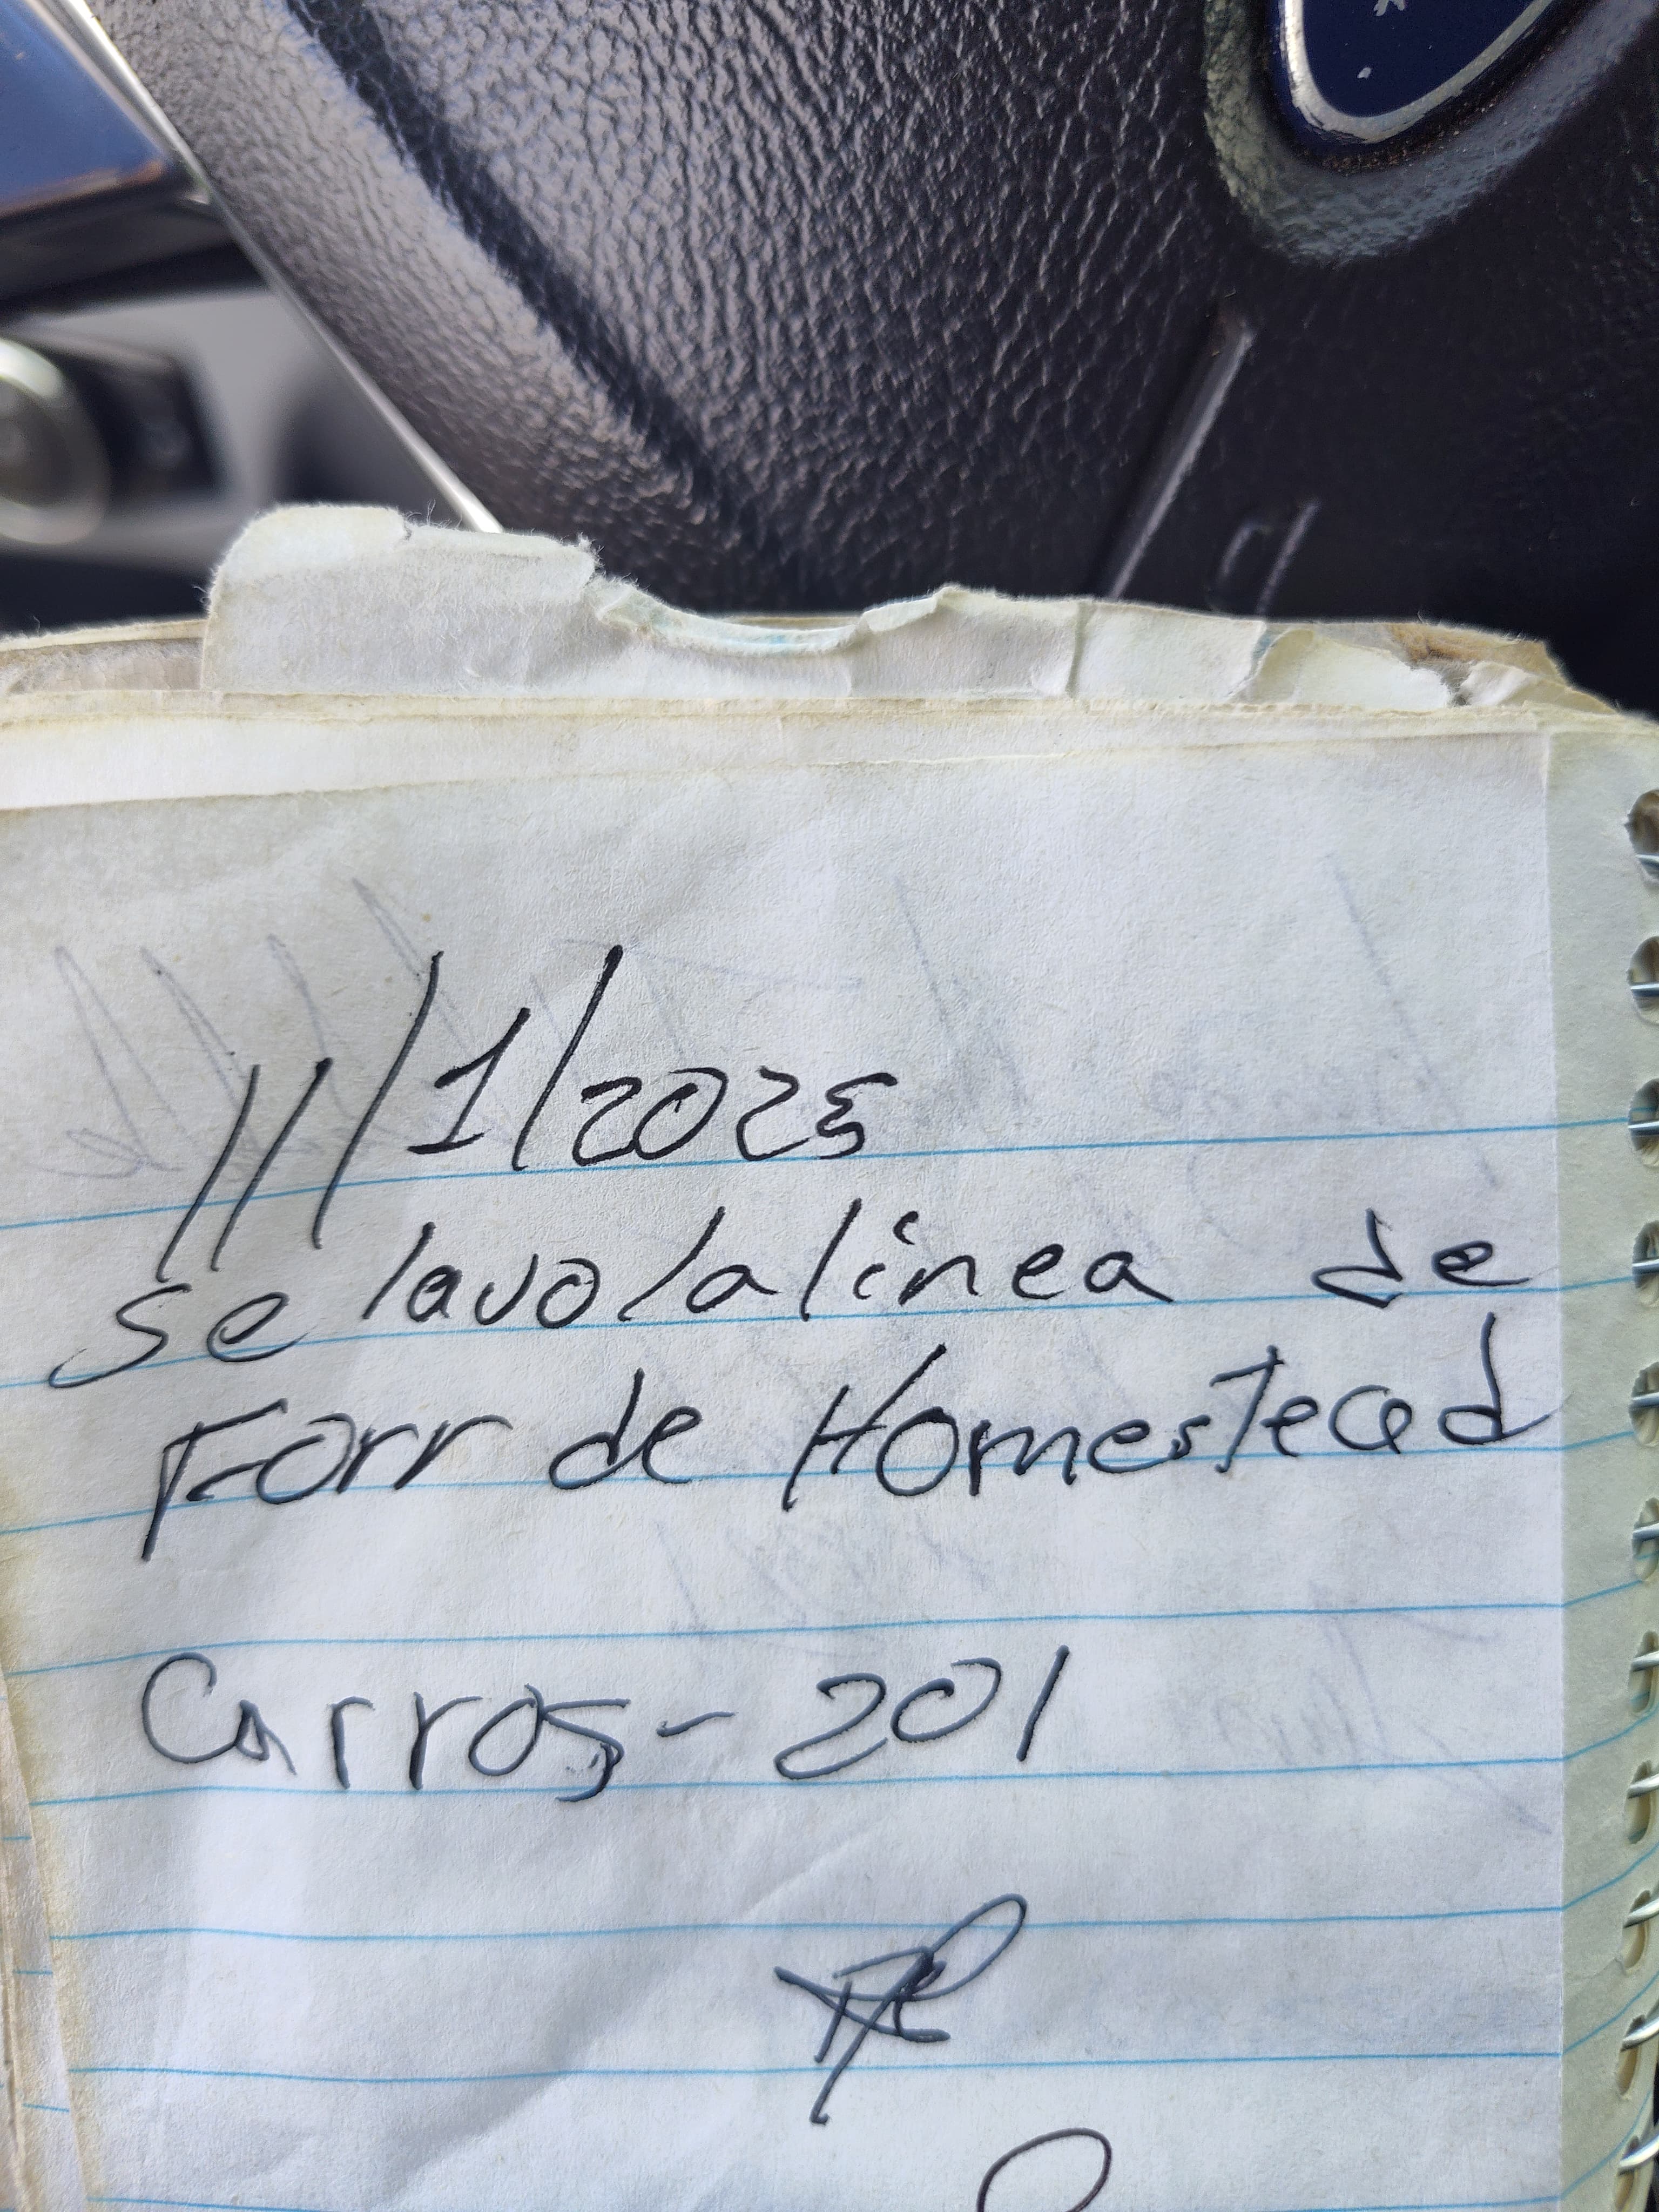 11/1/2025
Se lavo la linea de
Forr de Homestead
Carros - 201